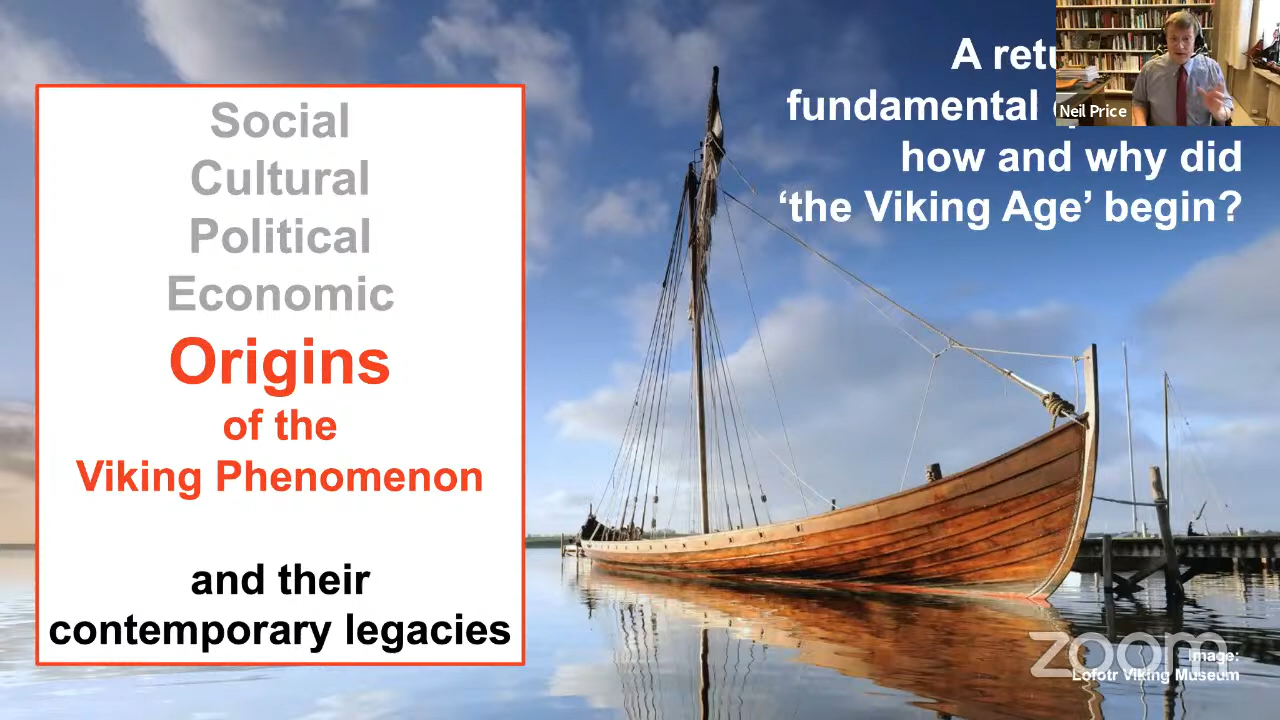 Social
Cultural
Political
Economic
Origins
of the
Viking Phenomenon
and their
contemporary legacies
A
fundamental
how and why did
‘the Viking Age’ begin?
Neil Price
zoom
Image:
Lofotr Viking Museum